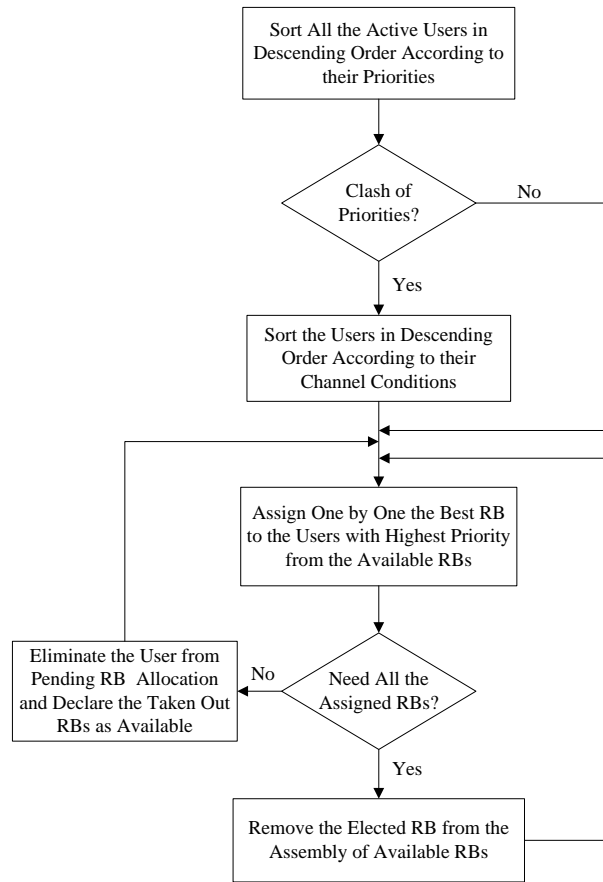 Sort All the Active Users in
Descending Order According to
their Priorities
Clash of
Priorities?
No
Yes
Sort the Users in Descending
Order According to their
Channel Conditions
Assign One by One the Best RB
to the Users with Highest Priority
from the Available RBs
Eliminate the User from
Pending RB Allocation
and Declare the Taken Out
RBs as Available
No
Need All the
Assigned RBs?
Yes
Remove the Elected RB from the
Assembly of Available RBs